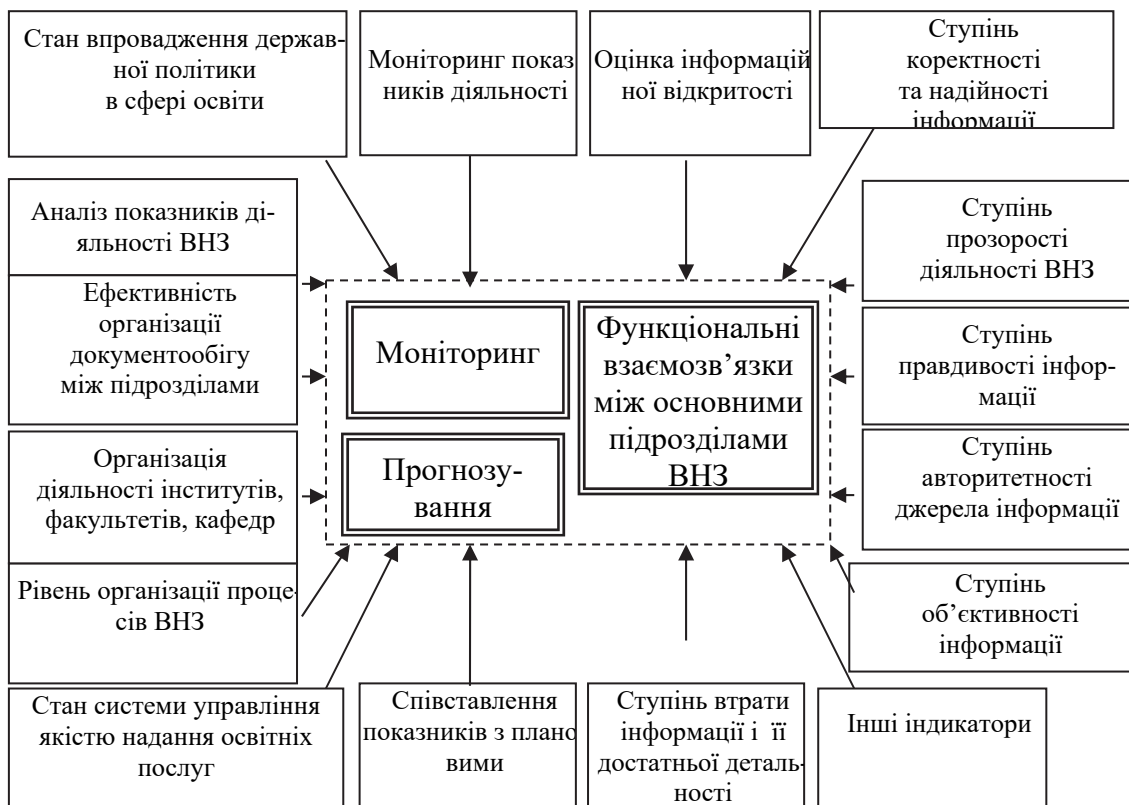 Стан впровадження держав-
ної політики
в сфері освіти
Моніторинг показ
ників діяльності
Оцінка інформацій
ної відкритості
Ступінь
коректності
та надійності
інформації
Аналіз показників ді-
яльності ВНЗ
Ефективність
організації
документообігу
між підрозділами
Організація
діяльності інститутів,
факультетів, кафедр
Рівень організації проце-
сів ВНЗ
Моніторинг
Прогнозу-
вання
Функціональні
взаємозв’язки
між основними
підрозділами
ВНЗ
Ступінь
прозорості
діяльності ВНЗ
Ступінь
правдивості інфор-
мації
Ступінь
авторитетності
джерела інформації
Ступінь
об’єктивності
інформації
Стан системи управління
якістю надання освітніх
послуг
Співставлення
показників з плано
вими
Ступінь втрати
інформації і її
достатньої деталь-
ності
Інші індикатори